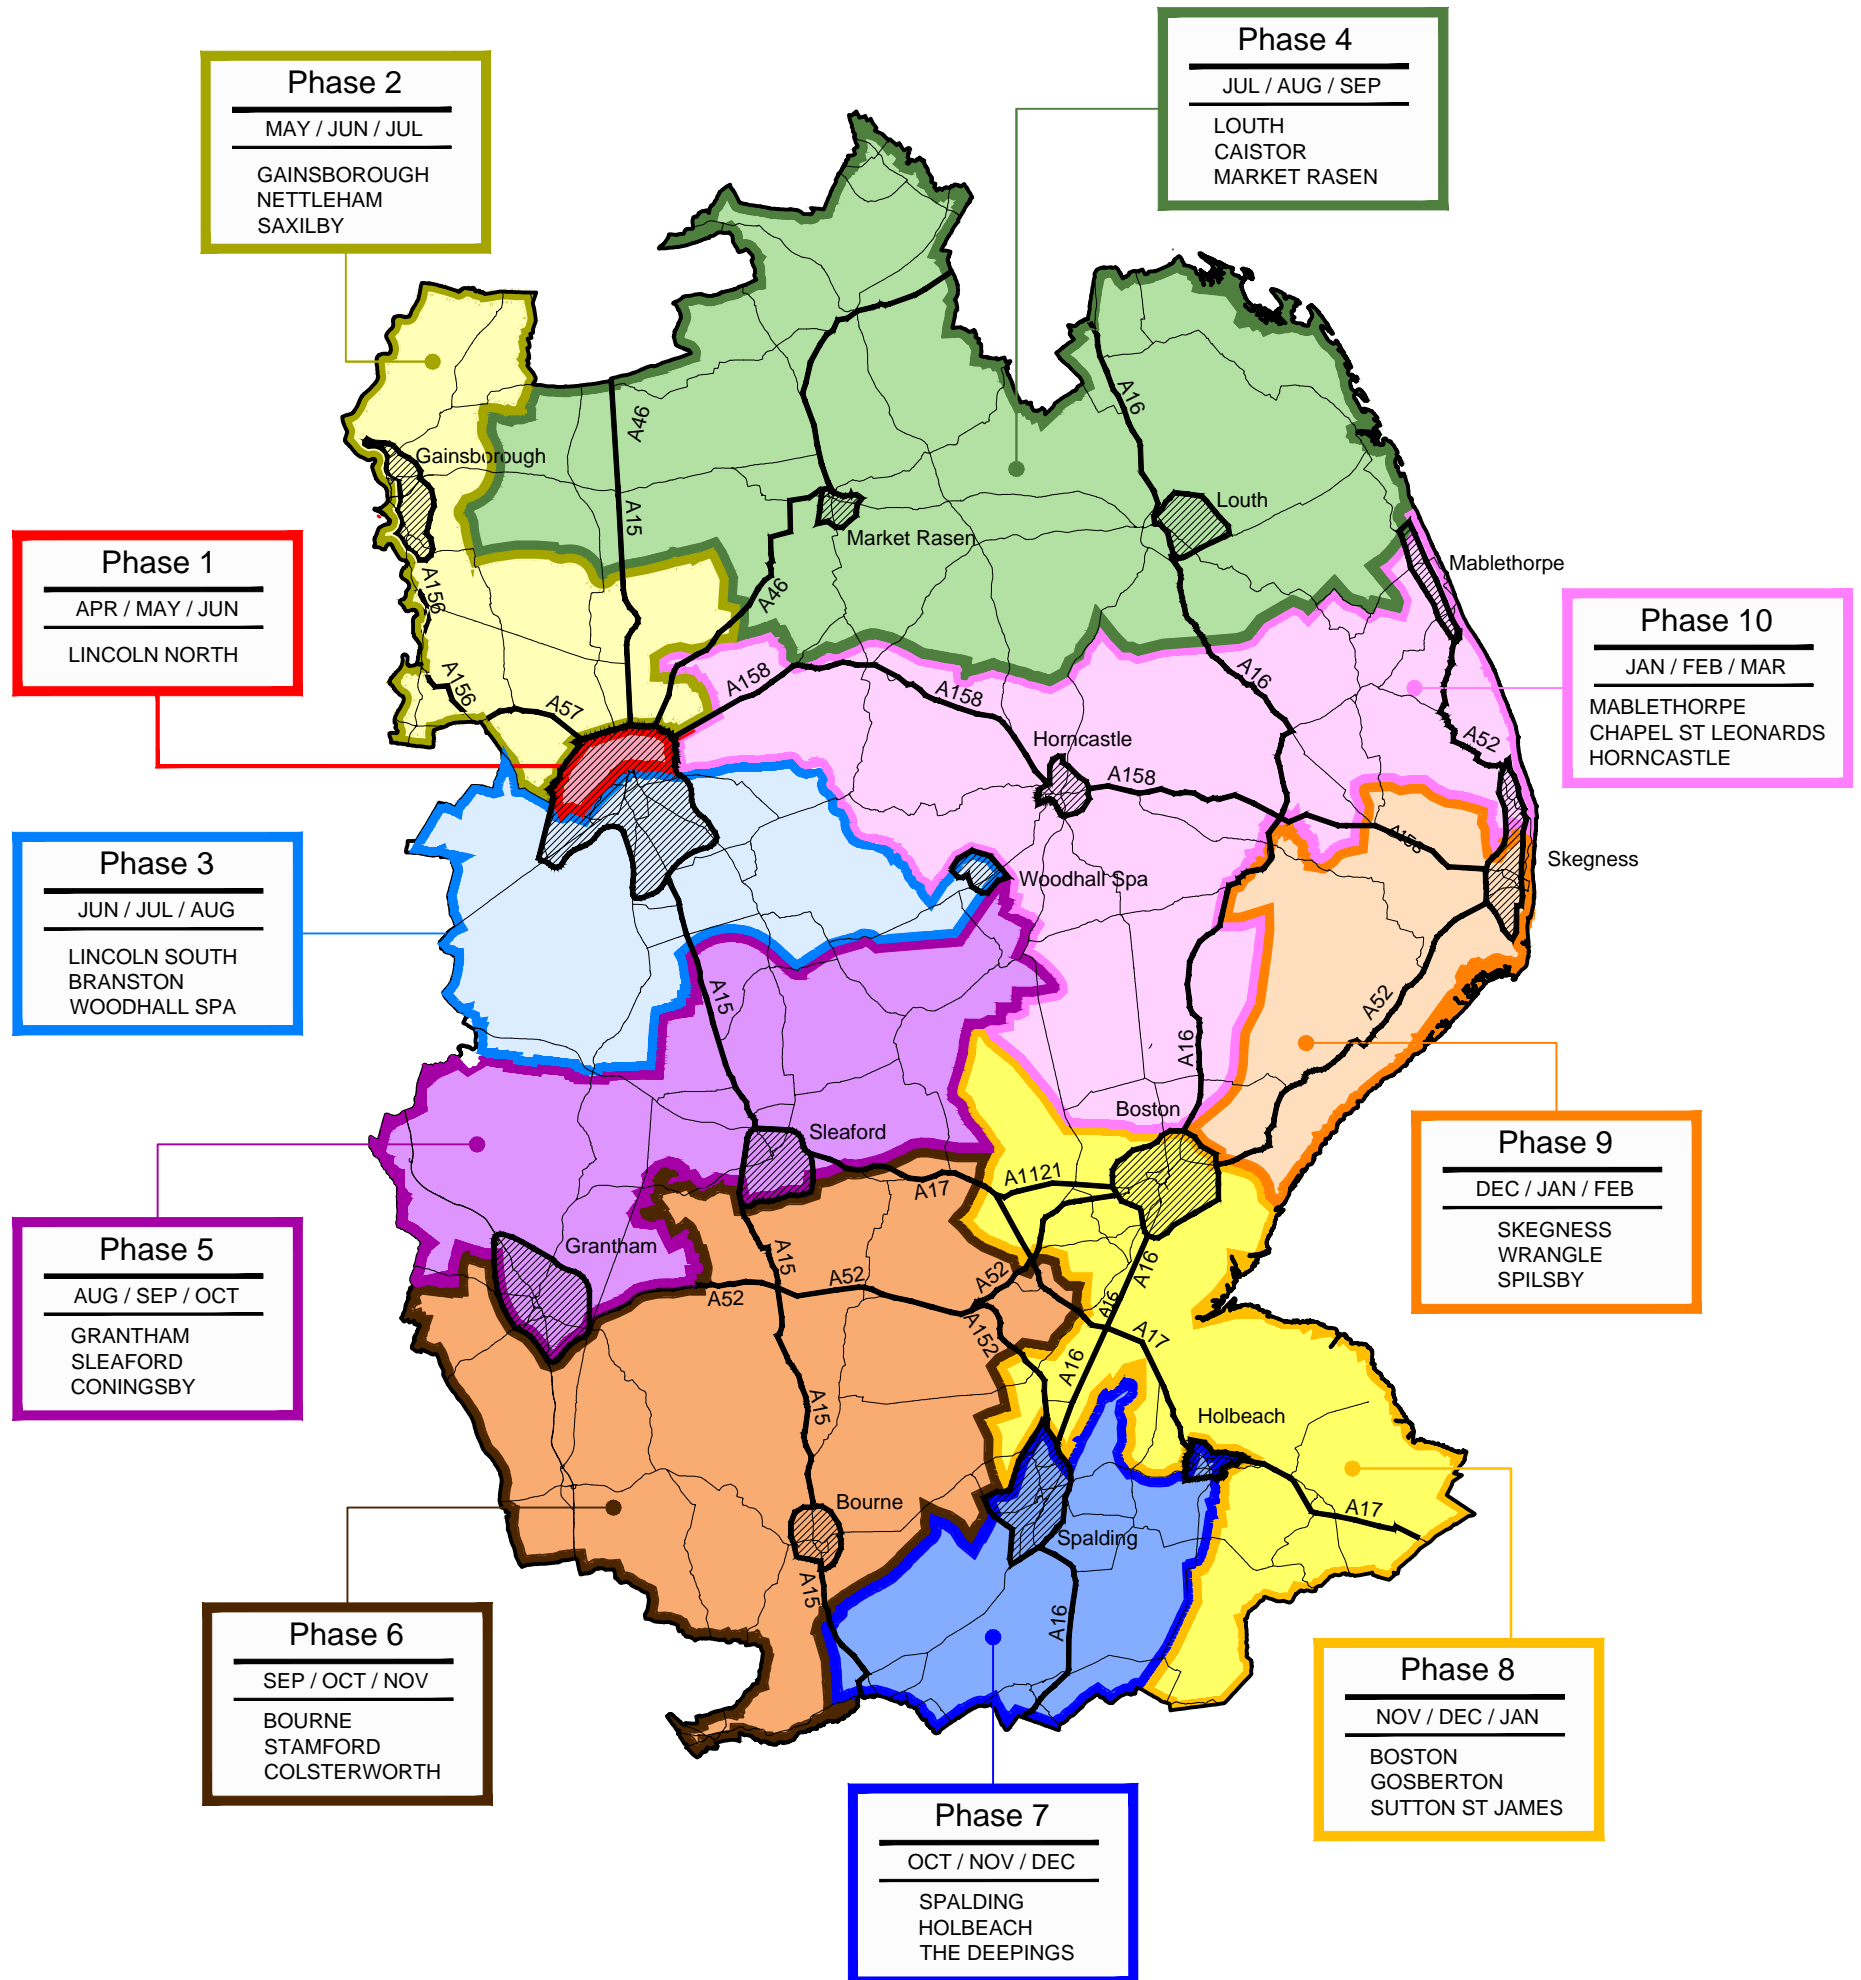 Phase 4
JUL / AUG / SEP
LOUTH
CAISTOR
MARKET RASEN
Phase 2
MAY / JUN / JUL
GAINSBOROUGH
NETTLEHAM
SAXILBY
Phase 1
APR / MAY / JUN
LINCOLN NORTH
Phase 10
JAN / FEB / MAR
MABLETHORPE
CHAPEL ST LEONARDS
HORNCASTLE
Phase 3
JUN / JUL / AUG
LINCOLN SOUTH
BRANSTON
WOODHALL SPA
Phase 9
DEC / JAN / FEB
SKEGNESS
WRANGLE
SPILSBY
Phase 5
AUG / SEP / OCT
GRANTHAM
SLEAFORD
CONINGSBY
Phase 6
SEP / OCT / NOV
BOURNE
STAMFORD
COLSTERWORTH
Phase 8
NOV / DEC / JAN
BOSTON
GOSBERTON
SUTTON ST JAMES
Phase 7
OCT / NOV / DEC
SPALDING
HOLBEACH
THE DEEPINGS
A16
A46
Gainsborough
Louth
A15
Market Rasen
Mablethorpe
A156
A46
A156
A57
A158
A158
A16
A52
Horncastle
A158
A158
Skegness
Woodhall Spa
A15
A52
A16
Boston
Sleaford
A1121
A17
Grantham
A15
A52
A52
A52
A16
A16
A152
A17
A16
A15
Holbeach
Bourne
A17
Spalding
A15
A16